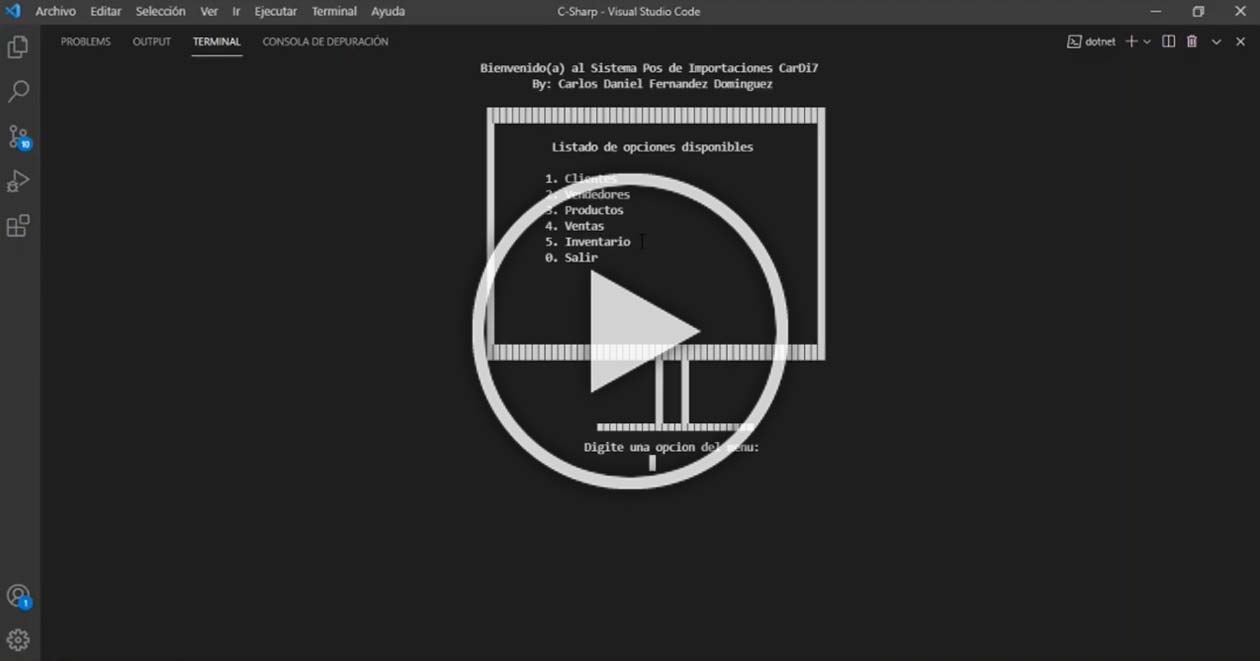 Archivo Editar Selección Ver Ir Ejecutar Terminal Ayuda
C-Sharp - Visual Studio Code
PROBLEMS OUTPUT TERMINAL CONSOLA DE DEPURACIÓN
dotnet
Bienvenido(a) al Sistema Pos de Importaciones CarDi7
By: Carlos Daniel Fernandez Dominguez
Listado de opciones disponibles
1. Clientes
2. Vendedores
3. Productos
4. Ventas
5. Inventario
0. Salir
Digite una opcion del menu:
10
1